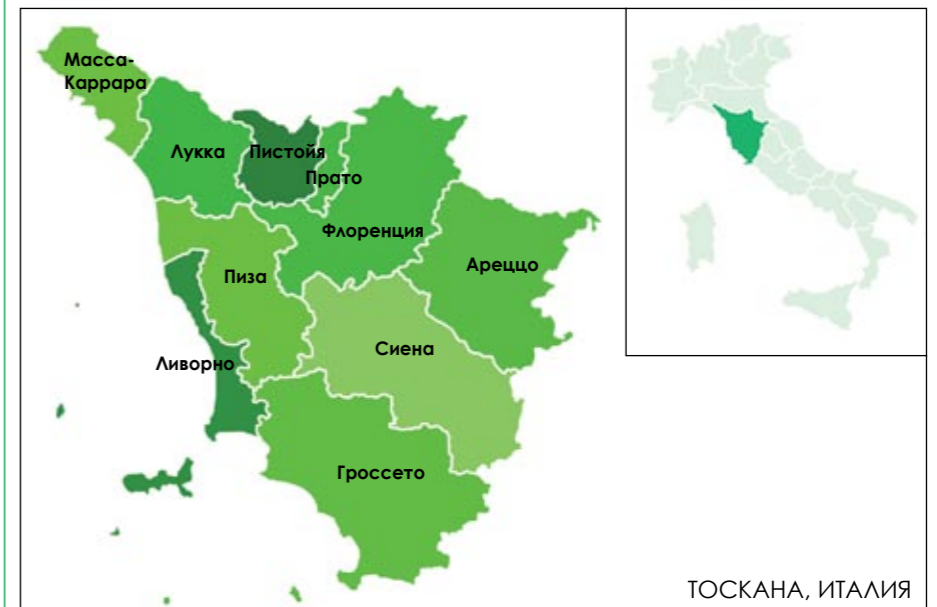 Масса-
Каррара
Лукка
Пистойя
Прато
Флоренция
Ареццо
Пиза
Сиена
Ливорно
Гроссето
ТОСКАНА, ИТАЛИЯ